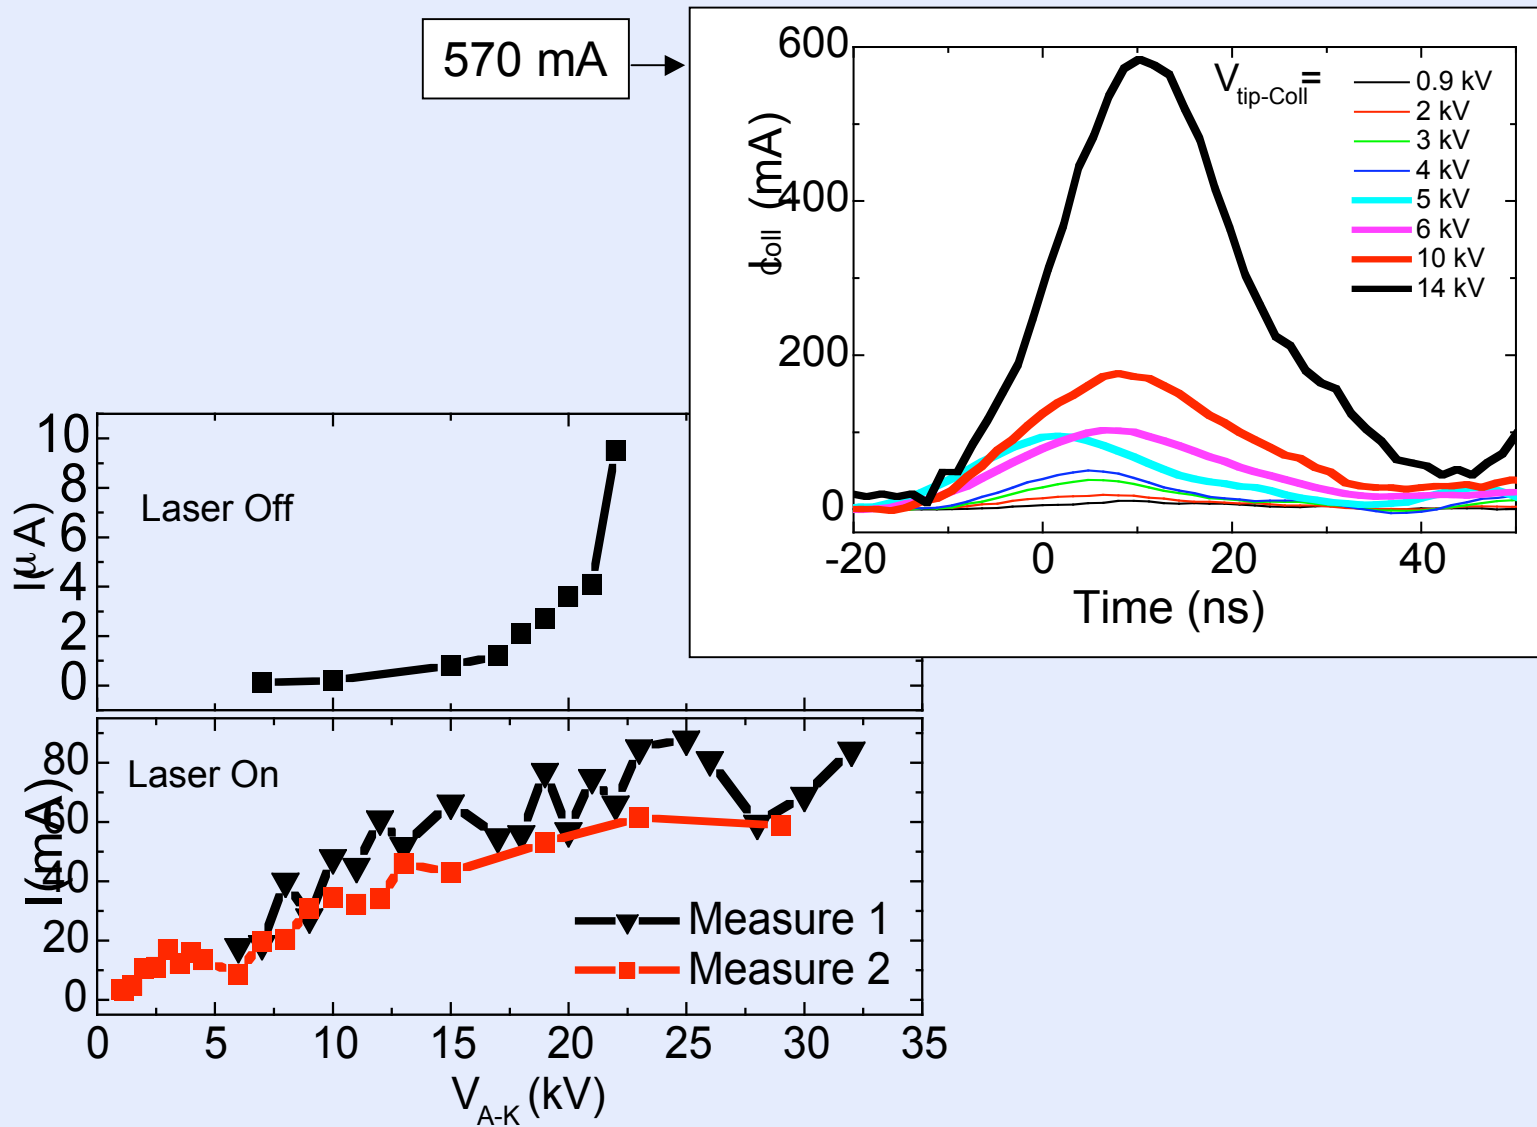 570 mA
600
400
200
0
I_Coll (mA)
V_tip-Coll=
0.9 kV
2 kV
3 kV
4 kV
5 kV
6 kV
10 kV
14 kV
-20 0 20 40
Time (ns)
10
8
6
4
2
0
I(μA)
Laser Off
80
60
40
20
0
I(mA)
Laser On
Measure 1
Measure 2
0 5 10 15 20 25 30 35
V_A-K (kV)